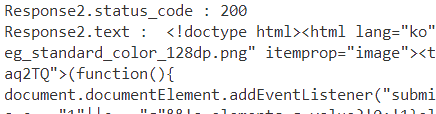 Response2.status_code : 200
Response2.text :  <!doctype html><html lang="ko"
eg_standard_color_128dp.png" itemprop="image"><t
aq2TQ">(function(){
document.documentElement.addEventListener("submi